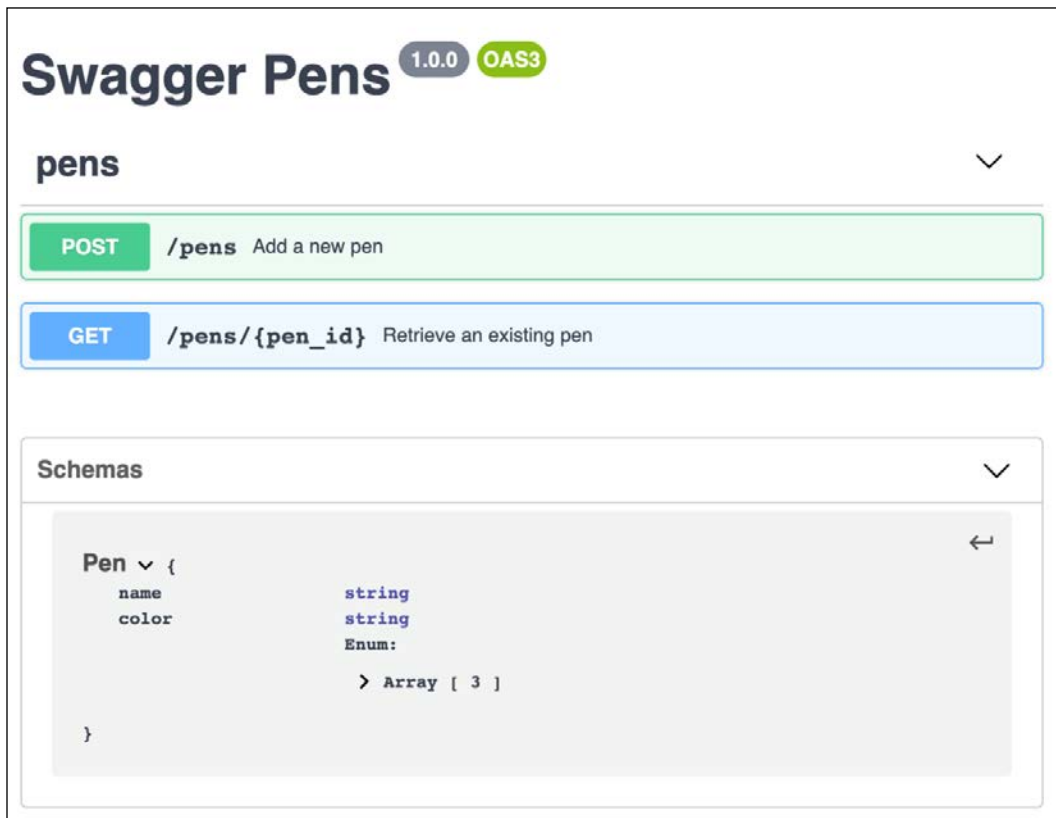 Swagger Pens 1.0.0 OAS3
pens
POST /pens Add a new pen
GET /pens/{pen_id} Retrieve an existing pen
Schemas
Pen {
name string
color string
Enum:
Array [ 3 ]
}